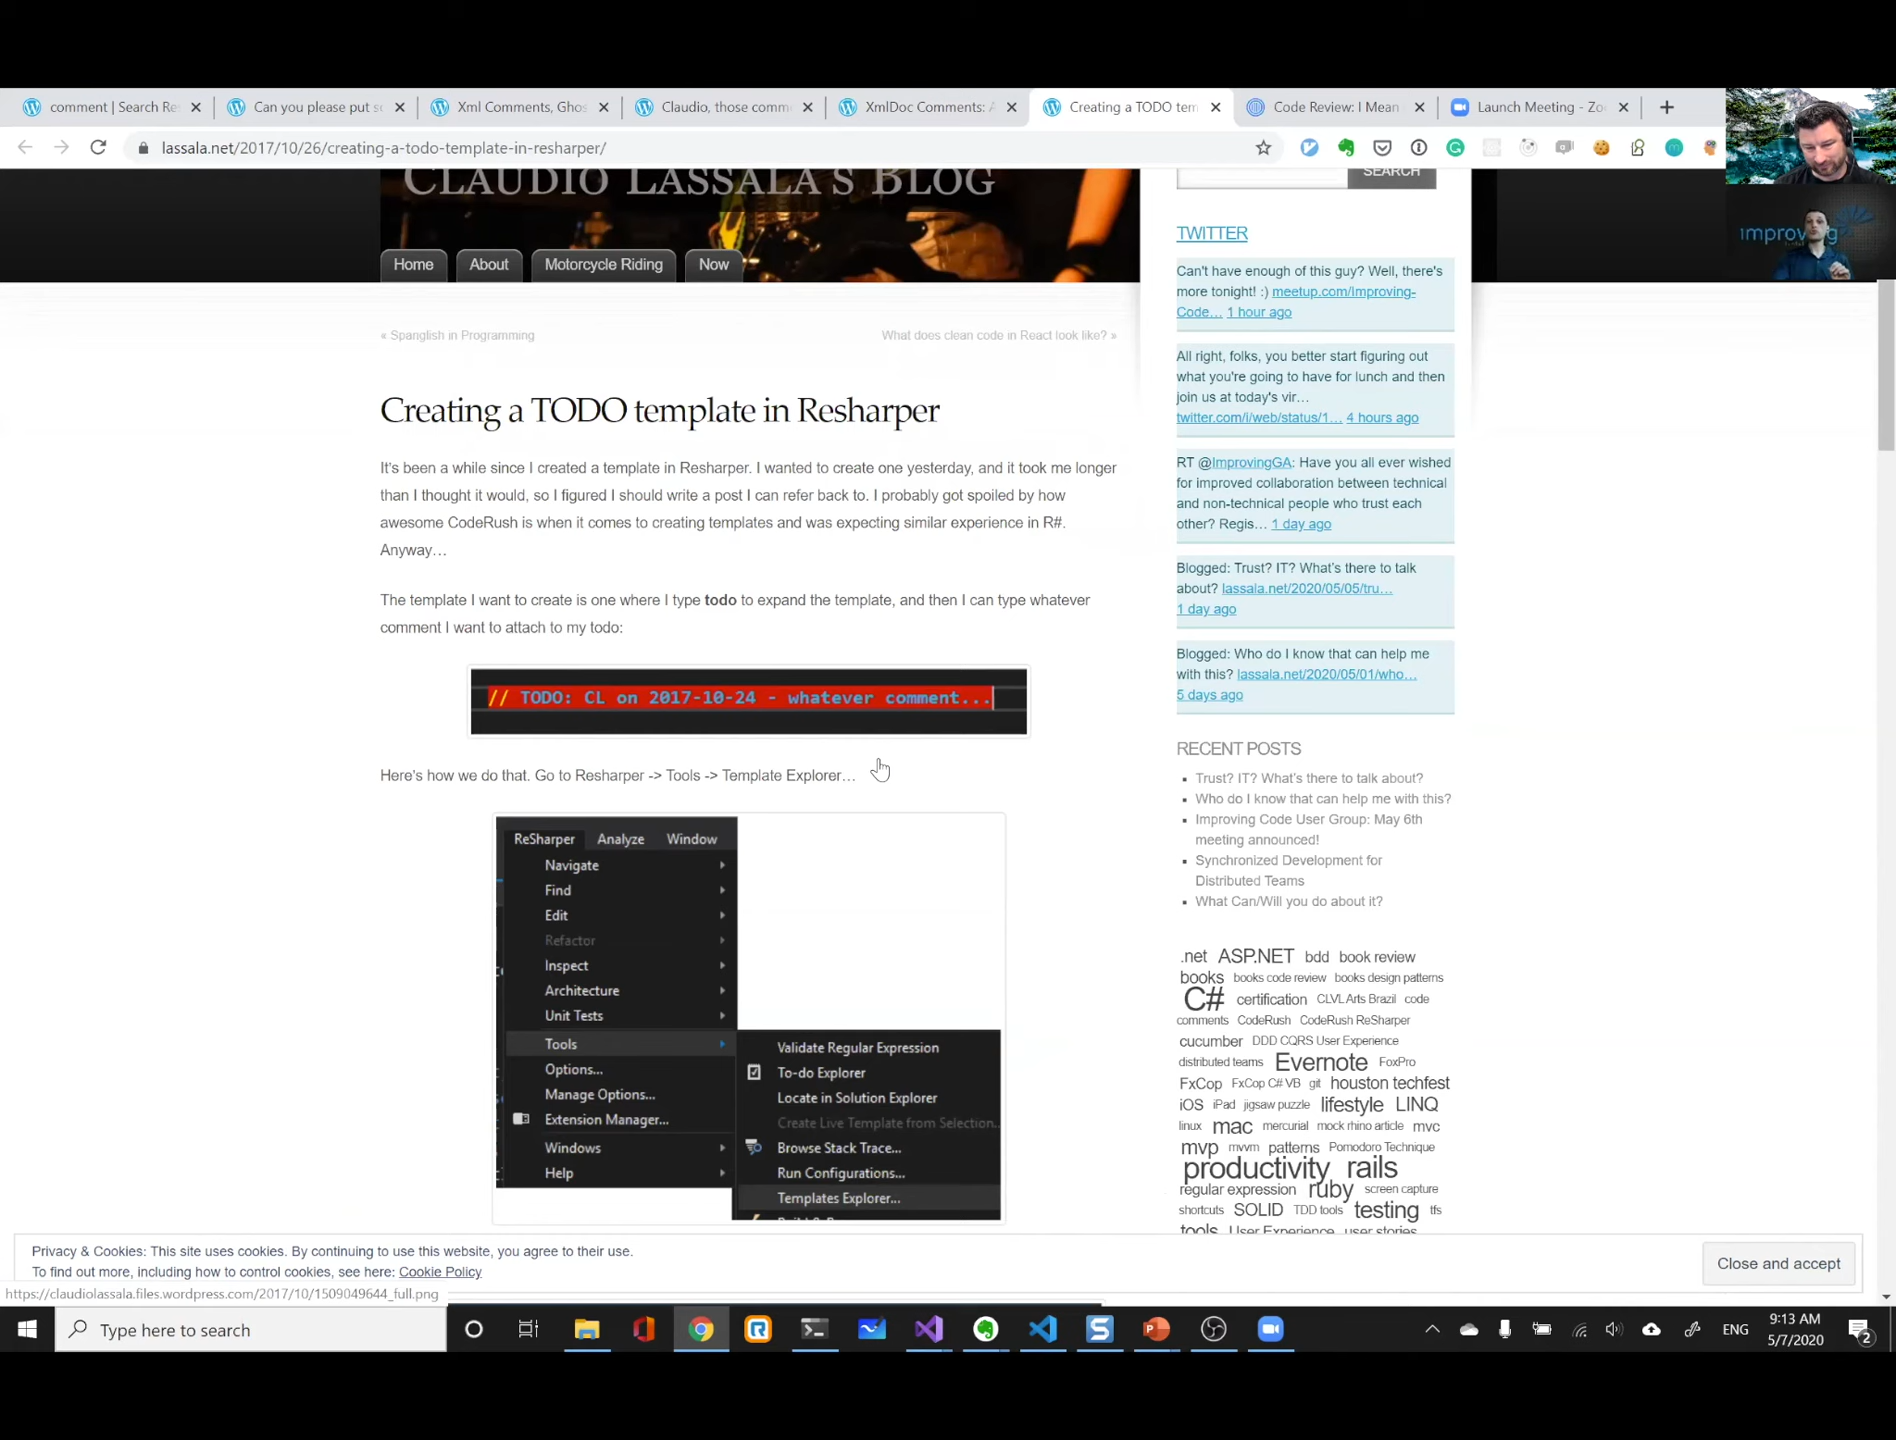 comment | Search Re
Can you please put s
Xml Comments, Ghos
Claudio, those comm
XmlDoc Comments: A
Creating a TODO tem
Code Review: I Mean
Launch Meeting - Zo
lassala.net/2017/10/26/creating-a-todo-template-in-resharper/
CLAUDIO LASSALA'S BLOG
SEARCH
improving
Home
About
Motorcycle Riding
Now
« Spanglish in Programming
What does clean code in React look like? »
Creating a TODO template in Resharper
It's been a while since I created a template in Resharper. I wanted to create one yesterday, and it took me longer
than I thought it would, so I figured I should write a post I can refer back to. I probably got spoiled by how
awesome CodeRush is when it comes to creating templates and was expecting similar experience in R#.
Anyway…
The template I want to create is one where I type todo to expand the template, and then I can type whatever
comment I want to attach to my todo:
// TODO: CL on 2017-10-24 - whatever comment...
Here's how we do that. Go to Resharper -> Tools -> Template Explorer…
ReSharper Analyze Window
Navigate
Find
Edit
Refactor
Inspect
Architecture
Unit Tests
Tools
Options...
Manage Options...
Extension Manager...
Windows
Help
Validate Regular Expression
To-do Explorer
Locate in Solution Explorer
Create Live Template from Selection...
Browse Stack Trace...
Run Configurations...
Templates Explorer...
TWITTER
Can't have enough of this guy? Well, there's
more tonight! :) meetup.com/Improving-
Code… 1 hour ago
All right, folks, you better start figuring out
what you're going to have for lunch and then
join us at today's vir…
twitter.com/i/web/status/1… 4 hours ago
RT @ImprovingGA: Have you all ever wished
for improved collaboration between technical
and non-technical people who trust each
other? Regis… 1 day ago
Blogged: Trust? IT? What's there to talk
about? lassala.net/2020/05/05/tru…
1 day ago
Blogged: Who do I know that can help me
with this? lassala.net/2020/05/01/who…
5 days ago
RECENT POSTS
Trust? IT? What's there to talk about?
Who do I know that can help me with this?
Improving Code User Group: May 6th
meeting announced!
Synchronized Development for
Distributed Teams
What Can/Will you do about it?
.net ASP.NET bdd book review
books books code review books design patterns
C# certification CLVL Arts Brazil code
comments CodeRush CodeRush ReSharper
cucumber DDD CQRS User Experience
distributed teams Evernote FoxPro
FxCop FxCop C# VB git houston techfest
iOS iPad jigsaw puzzle lifestyle LINQ
linux mac mercurial mock rhino article mvc
mvp mvvm patterns Pomodoro Technique
productivity rails
regular expression ruby screen capture
shortcuts SOLID TDD tools testing tfs
tools User Experience user stories
Privacy & Cookies: This site uses cookies. By continuing to use this website, you agree to their use.
To find out more, including how to control cookies, see here: Cookie Policy
Close and accept
https://claudiolassala.files.wordpress.com/2017/10/1509049644_full.png
Type here to search
ENG
9:13 AM
5/7/2020
2